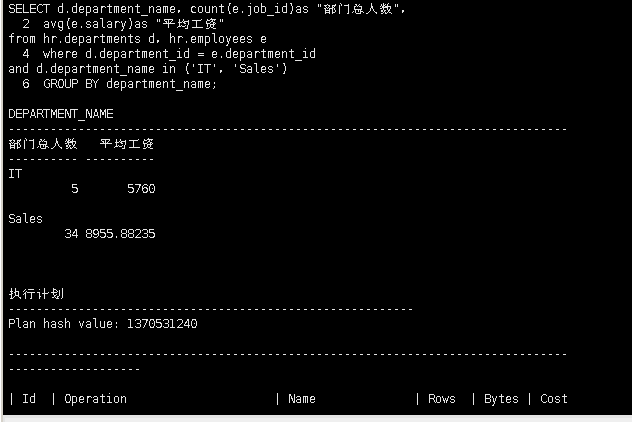 SELECT d.department_name, count(e.job_id)as "部门总人数",
2 avg(e.salary)as "平均工资"
from hr.departments d, hr.employees e
4 where d.department_id = e.department_id
and d.department_name in ('IT', 'Sales')
6 GROUP BY department_name;
DEPARTMENT_NAME
--------------------------------------------------------------------------------
部门总人数 平均工资
---------- ----------
IT
5 5760
Sales
34 8955.88235
执行计划
----------------------------------------------------------
Plan hash value: 1370531240
--------------------------------------------------------------------------------
-------------------
| Id | Operation | Name | Rows | Bytes | Cost